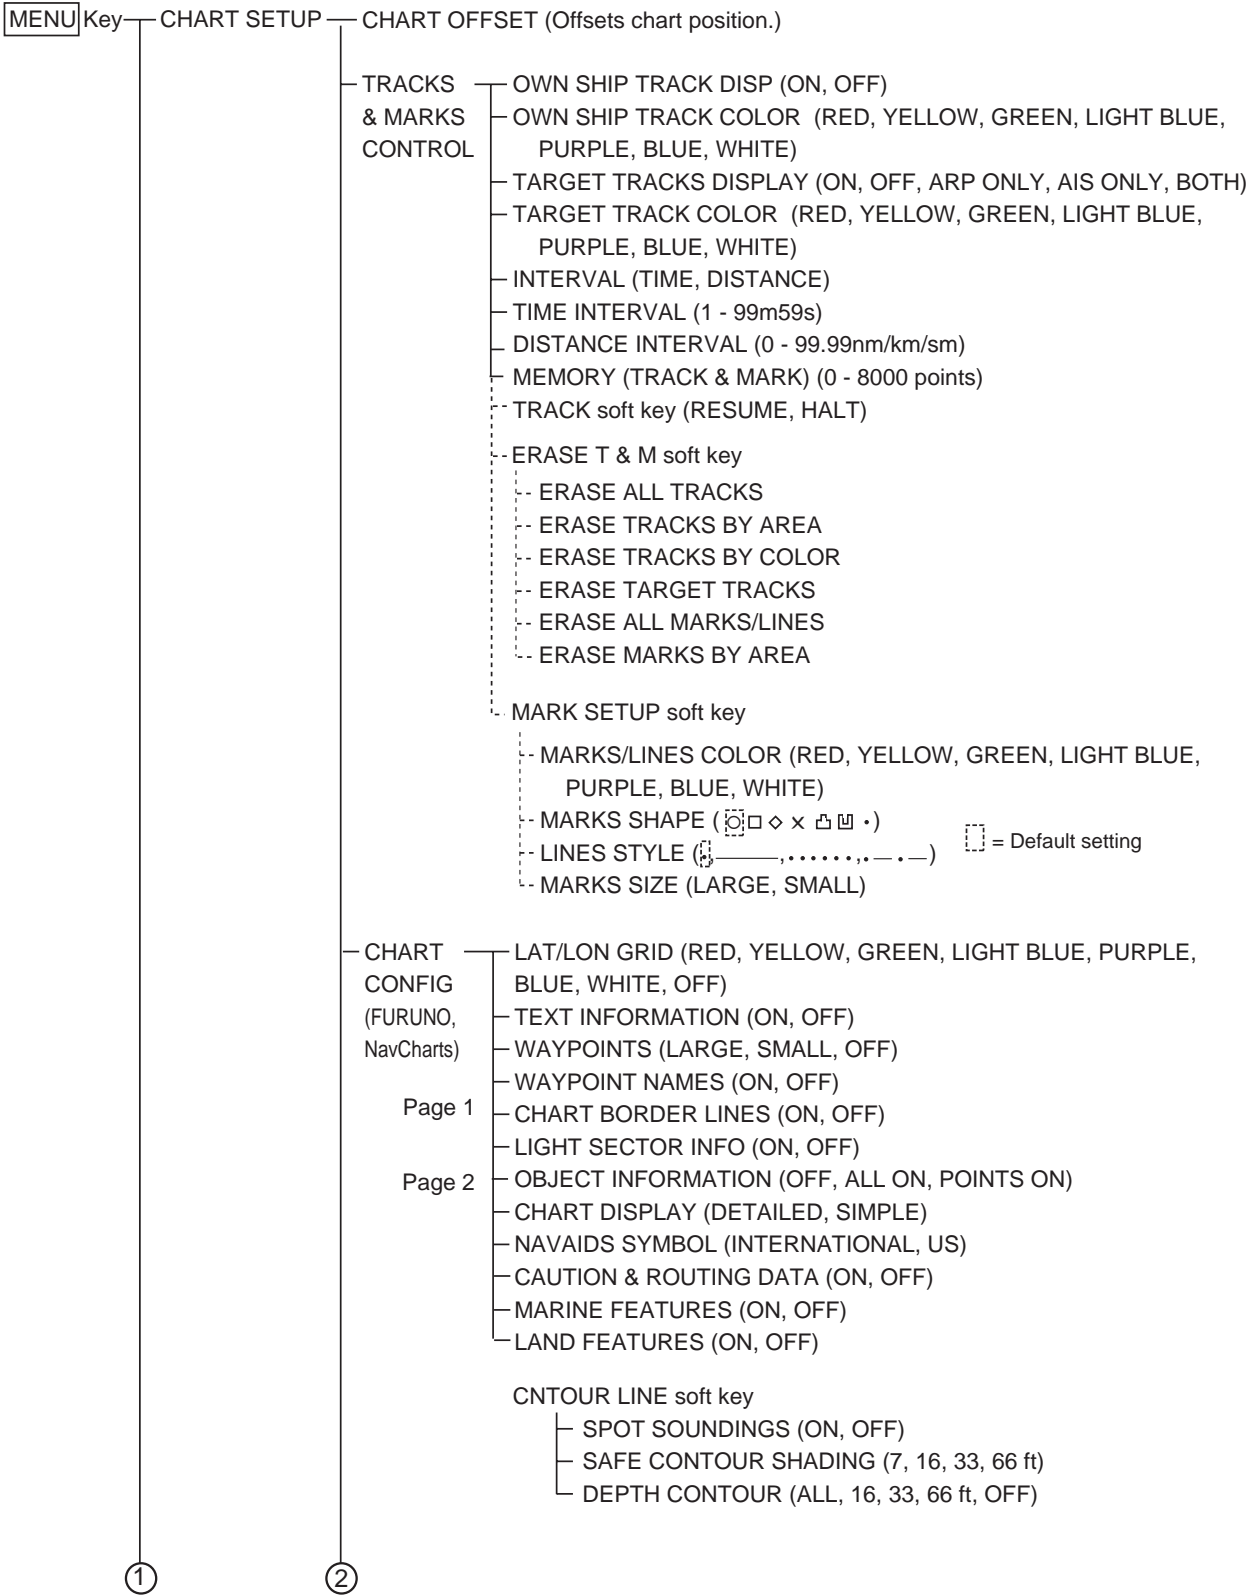 MENU Key CHART SETUP CHART OFFSET (Offsets chart position.)
TRACKS & MARKS CONTROL
OWN SHIP TRACK DISP (ON, OFF)
OWN SHIP TRACK COLOR (RED, YELLOW, GREEN, LIGHT BLUE,
PURPLE, BLUE, WHITE)
TARGET TRACKS DISPLAY (ON, OFF, ARP ONLY, AIS ONLY, BOTH)
TARGET TRACK COLOR (RED, YELLOW, GREEN, LIGHT BLUE,
PURPLE, BLUE, WHITE)
INTERVAL (TIME, DISTANCE)
TIME INTERVAL (1 - 99m59s)
DISTANCE INTERVAL (0 - 99.99nm/km/sm)
MEMORY (TRACK & MARK) (0 - 8000 points)
TRACK soft key (RESUME, HALT)
ERASE T & M soft key
ERASE ALL TRACKS
ERASE TRACKS BY AREA
ERASE TRACKS BY COLOR
ERASE TARGET TRACKS
ERASE ALL MARKS/LINES
ERASE MARKS BY AREA
MARK SETUP soft key
MARKS/LINES COLOR (RED, YELLOW, GREEN, LIGHT BLUE,
PURPLE, BLUE, WHITE)
MARKS SHAPE ( )
LINES STYLE ( , , , )
= Default setting
MARKS SIZE (LARGE, SMALL)
CHART
CONFIG
(FURUNO,
NavCharts)
Page 1
Page 2
LAT/LON GRID (RED, YELLOW, GREEN, LIGHT BLUE, PURPLE,
BLUE, WHITE, OFF)
TEXT INFORMATION (ON, OFF)
WAYPOINTS (LARGE, SMALL, OFF)
WAYPOINT NAMES (ON, OFF)
CHART BORDER LINES (ON, OFF)
LIGHT SECTOR INFO (ON, OFF)
OBJECT INFORMATION (OFF, ALL ON, POINTS ON)
CHART DISPLAY (DETAILED, SIMPLE)
NAVAIDS SYMBOL (INTERNATIONAL, US)
CAUTION & ROUTING DATA (ON, OFF)
MARINE FEATURES (ON, OFF)
LAND FEATURES (ON, OFF)
CNTOUR LINE soft key
SPOT SOUNDINGS (ON, OFF)
SAFE CONTOUR SHADING (7, 16, 33, 66 ft)
DEPTH CONTOUR (ALL, 16, 33, 66 ft, OFF)
1 2